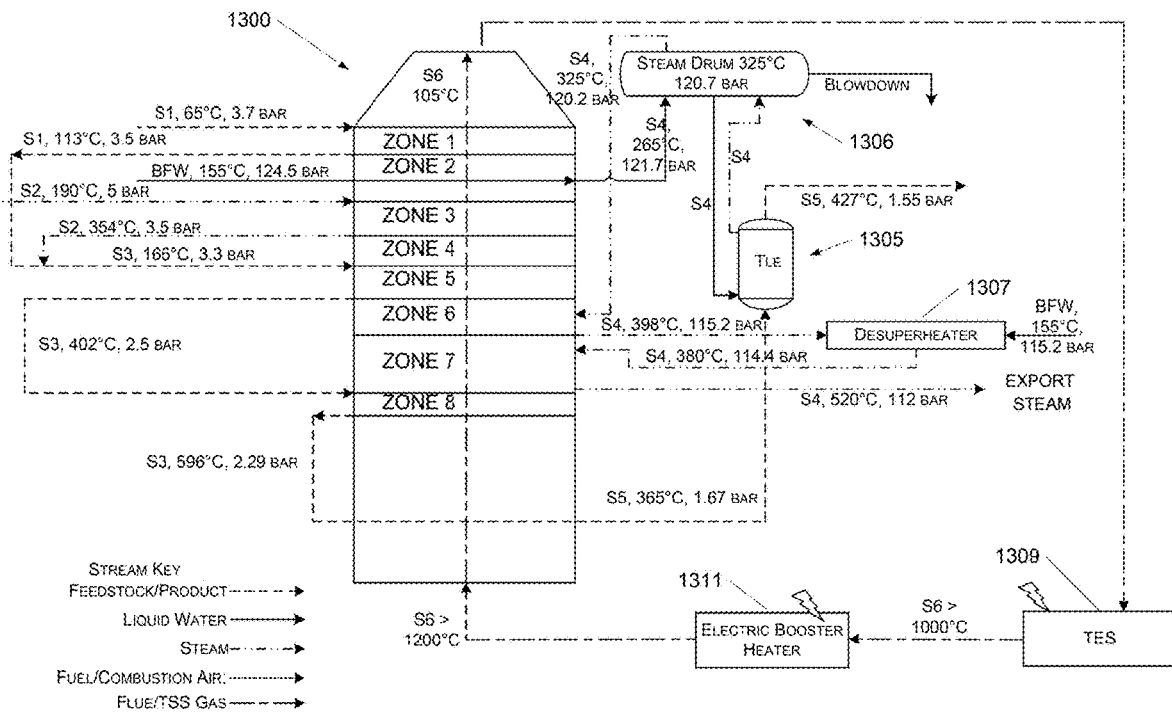 1300
S6
105°C
S4,
325°C,
120.2 BAR
STEAM DRUM 325°C
120.7 BAR
BLOWDOWN
1306
S1, 65°C, 3.7 BAR
S1, 113°C, 3.5 BAR
ZONE 1
ZONE 2
BFW, 155°C, 124.5 BAR
S4,
265°C,
121.7 BAR
S4
S4
S5, 427°C, 1.55 BAR
S2, 190°C, 5 BAR
ZONE 3
S2, 354°C, 3.5 BAR
ZONE 4
S3, 166°C, 3.3 BAR
ZONE 5
TLE
1305
ZONE 6
S4, 398°C, 115.2 BAR
1307
DESUPERHEATER
BFW,
155°C,
115.2 BAR
S3, 402°C, 2.5 BAR
ZONE 7
S4, 380°C, 114.4 BAR
EXPORT
STEAM
S4, 520°C, 112 BAR
ZONE 8
S3, 596°C, 2.29 BAR
S5, 365°C, 1.67 BAR
STREAM KEY
FEEDSTOCK/PRODUCT
LIQUID WATER
STEAM
FUEL/COMBUSTION AIR:
FLUE/TSS GAS
S6 >
1200°C
1311
ELECTRIC BOOSTER
HEATER
S6 >
1000°C
1309
TES